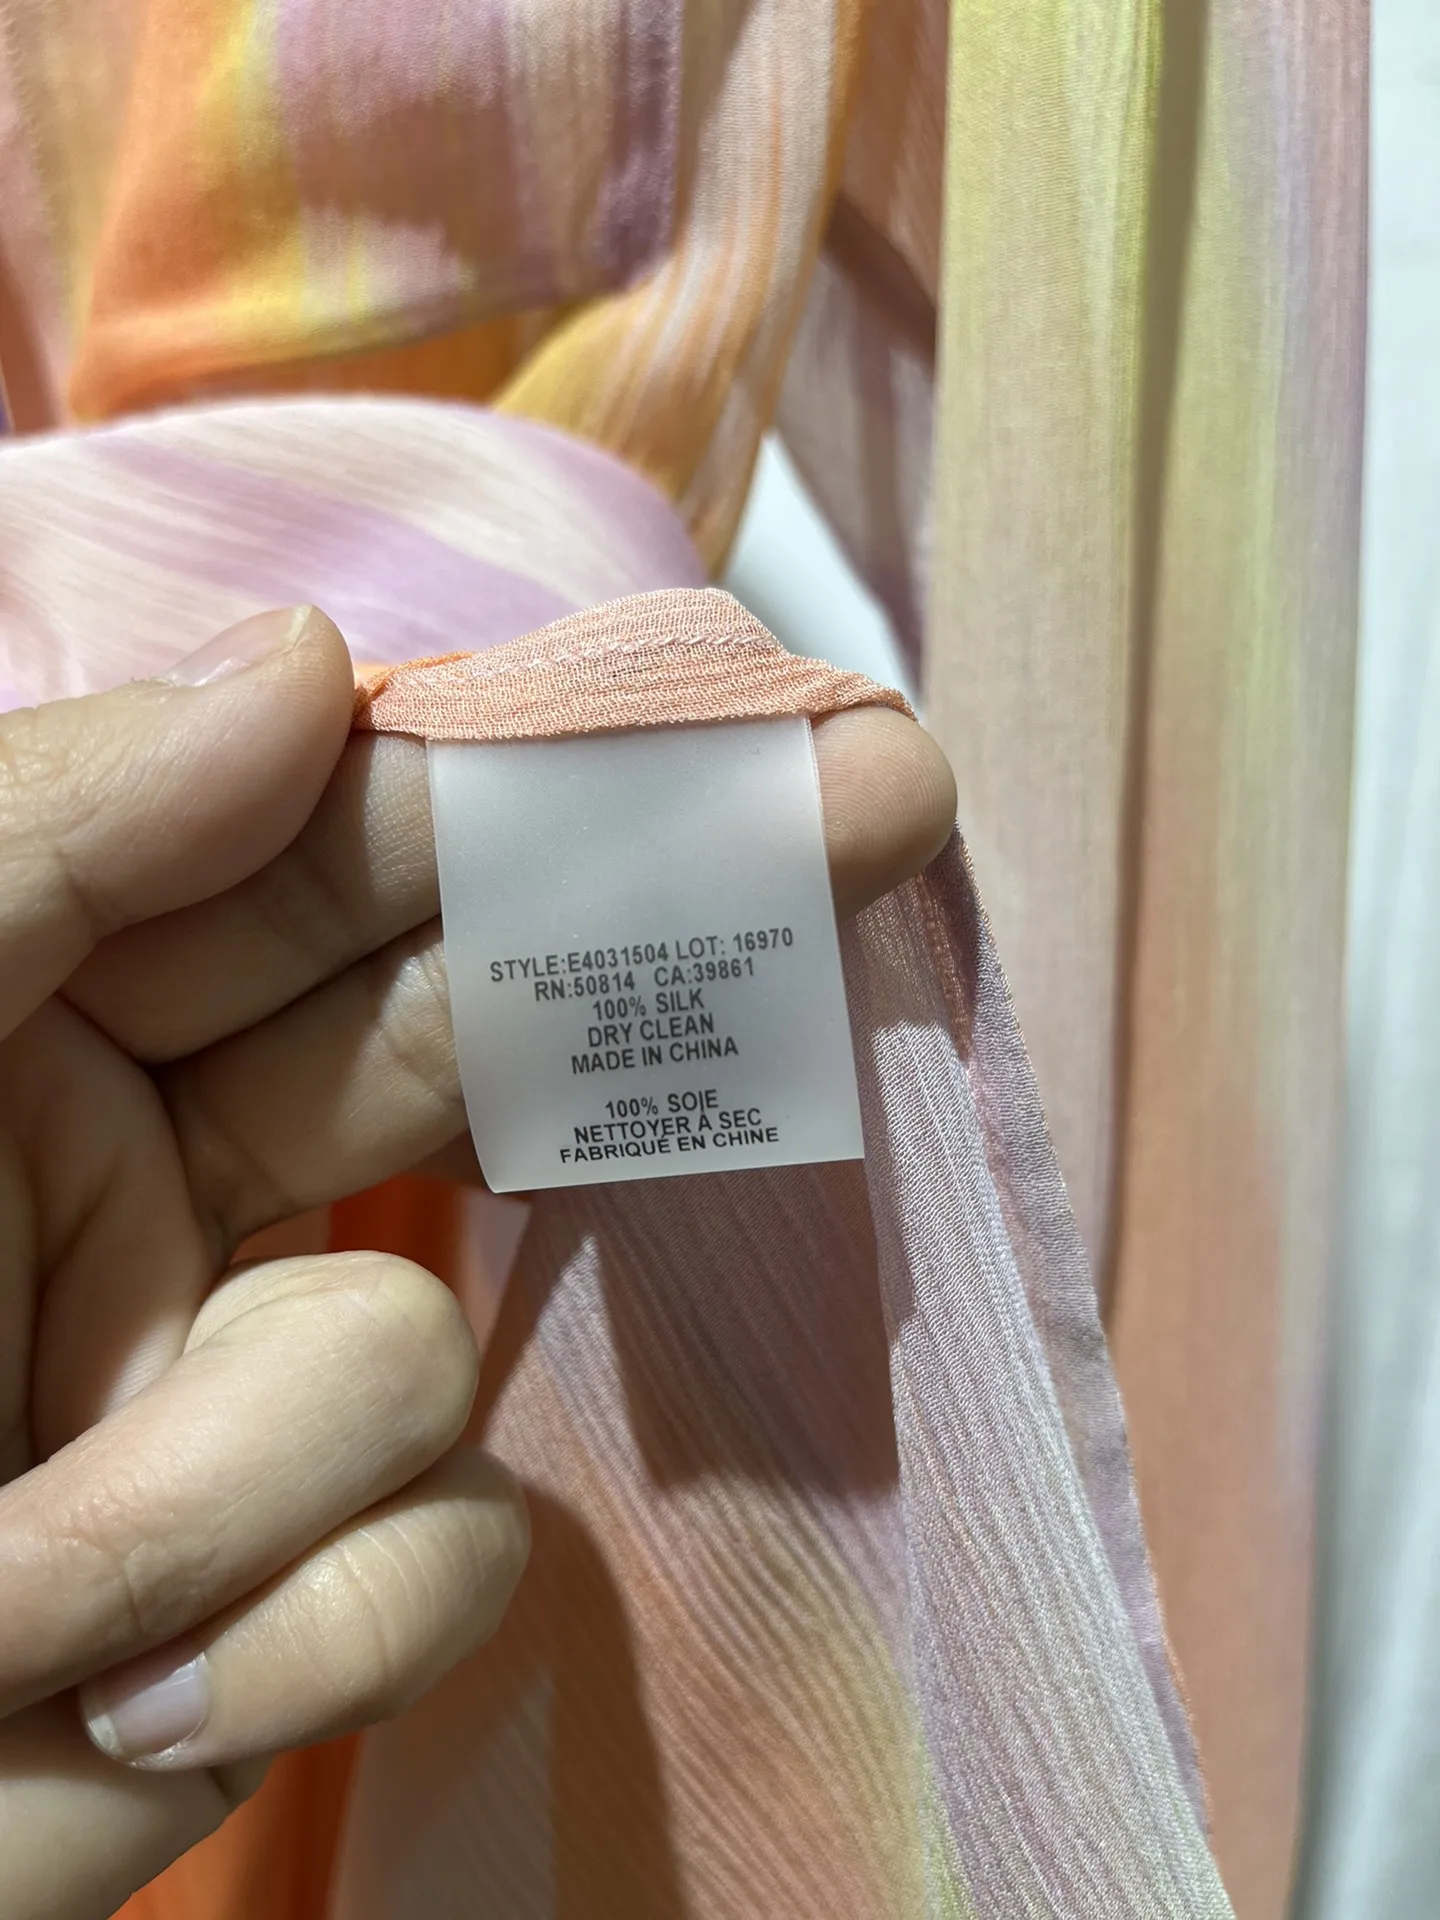 STYLE:E4031504 LOT: 16970
RN:50814 CA:39861
100% SILK
DRY CLEAN
MADE IN CHINA
100% SOIE
NETTOYER À SEC
FABRIQUÉ EN CHINE